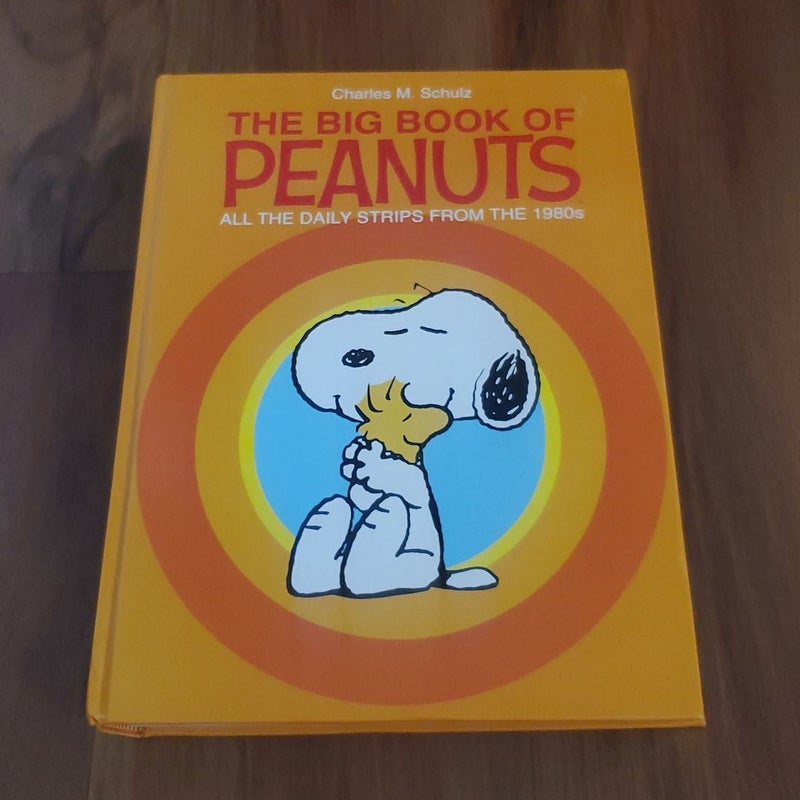 Charles M. Schulz
THE BIG BOOK OF
PEANUTS
ALL THE DAILY STRIPS FROM THE 1980s